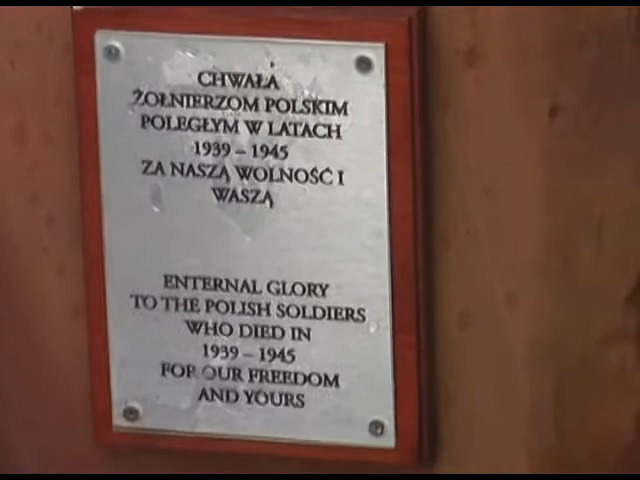 CHWAŁA
ŻOŁNIERZOM POLSKIM
POLEGŁYM W LATACH
1939 – 1945
ZA NASZĄ WOLNOŚĆ I
WASZĄ
ENTERNAL GLORY
TO THE POLISH SOLDIERS
WHO DIED IN
1939 – 1945
FOR OUR FREEDOM
AND YOURS